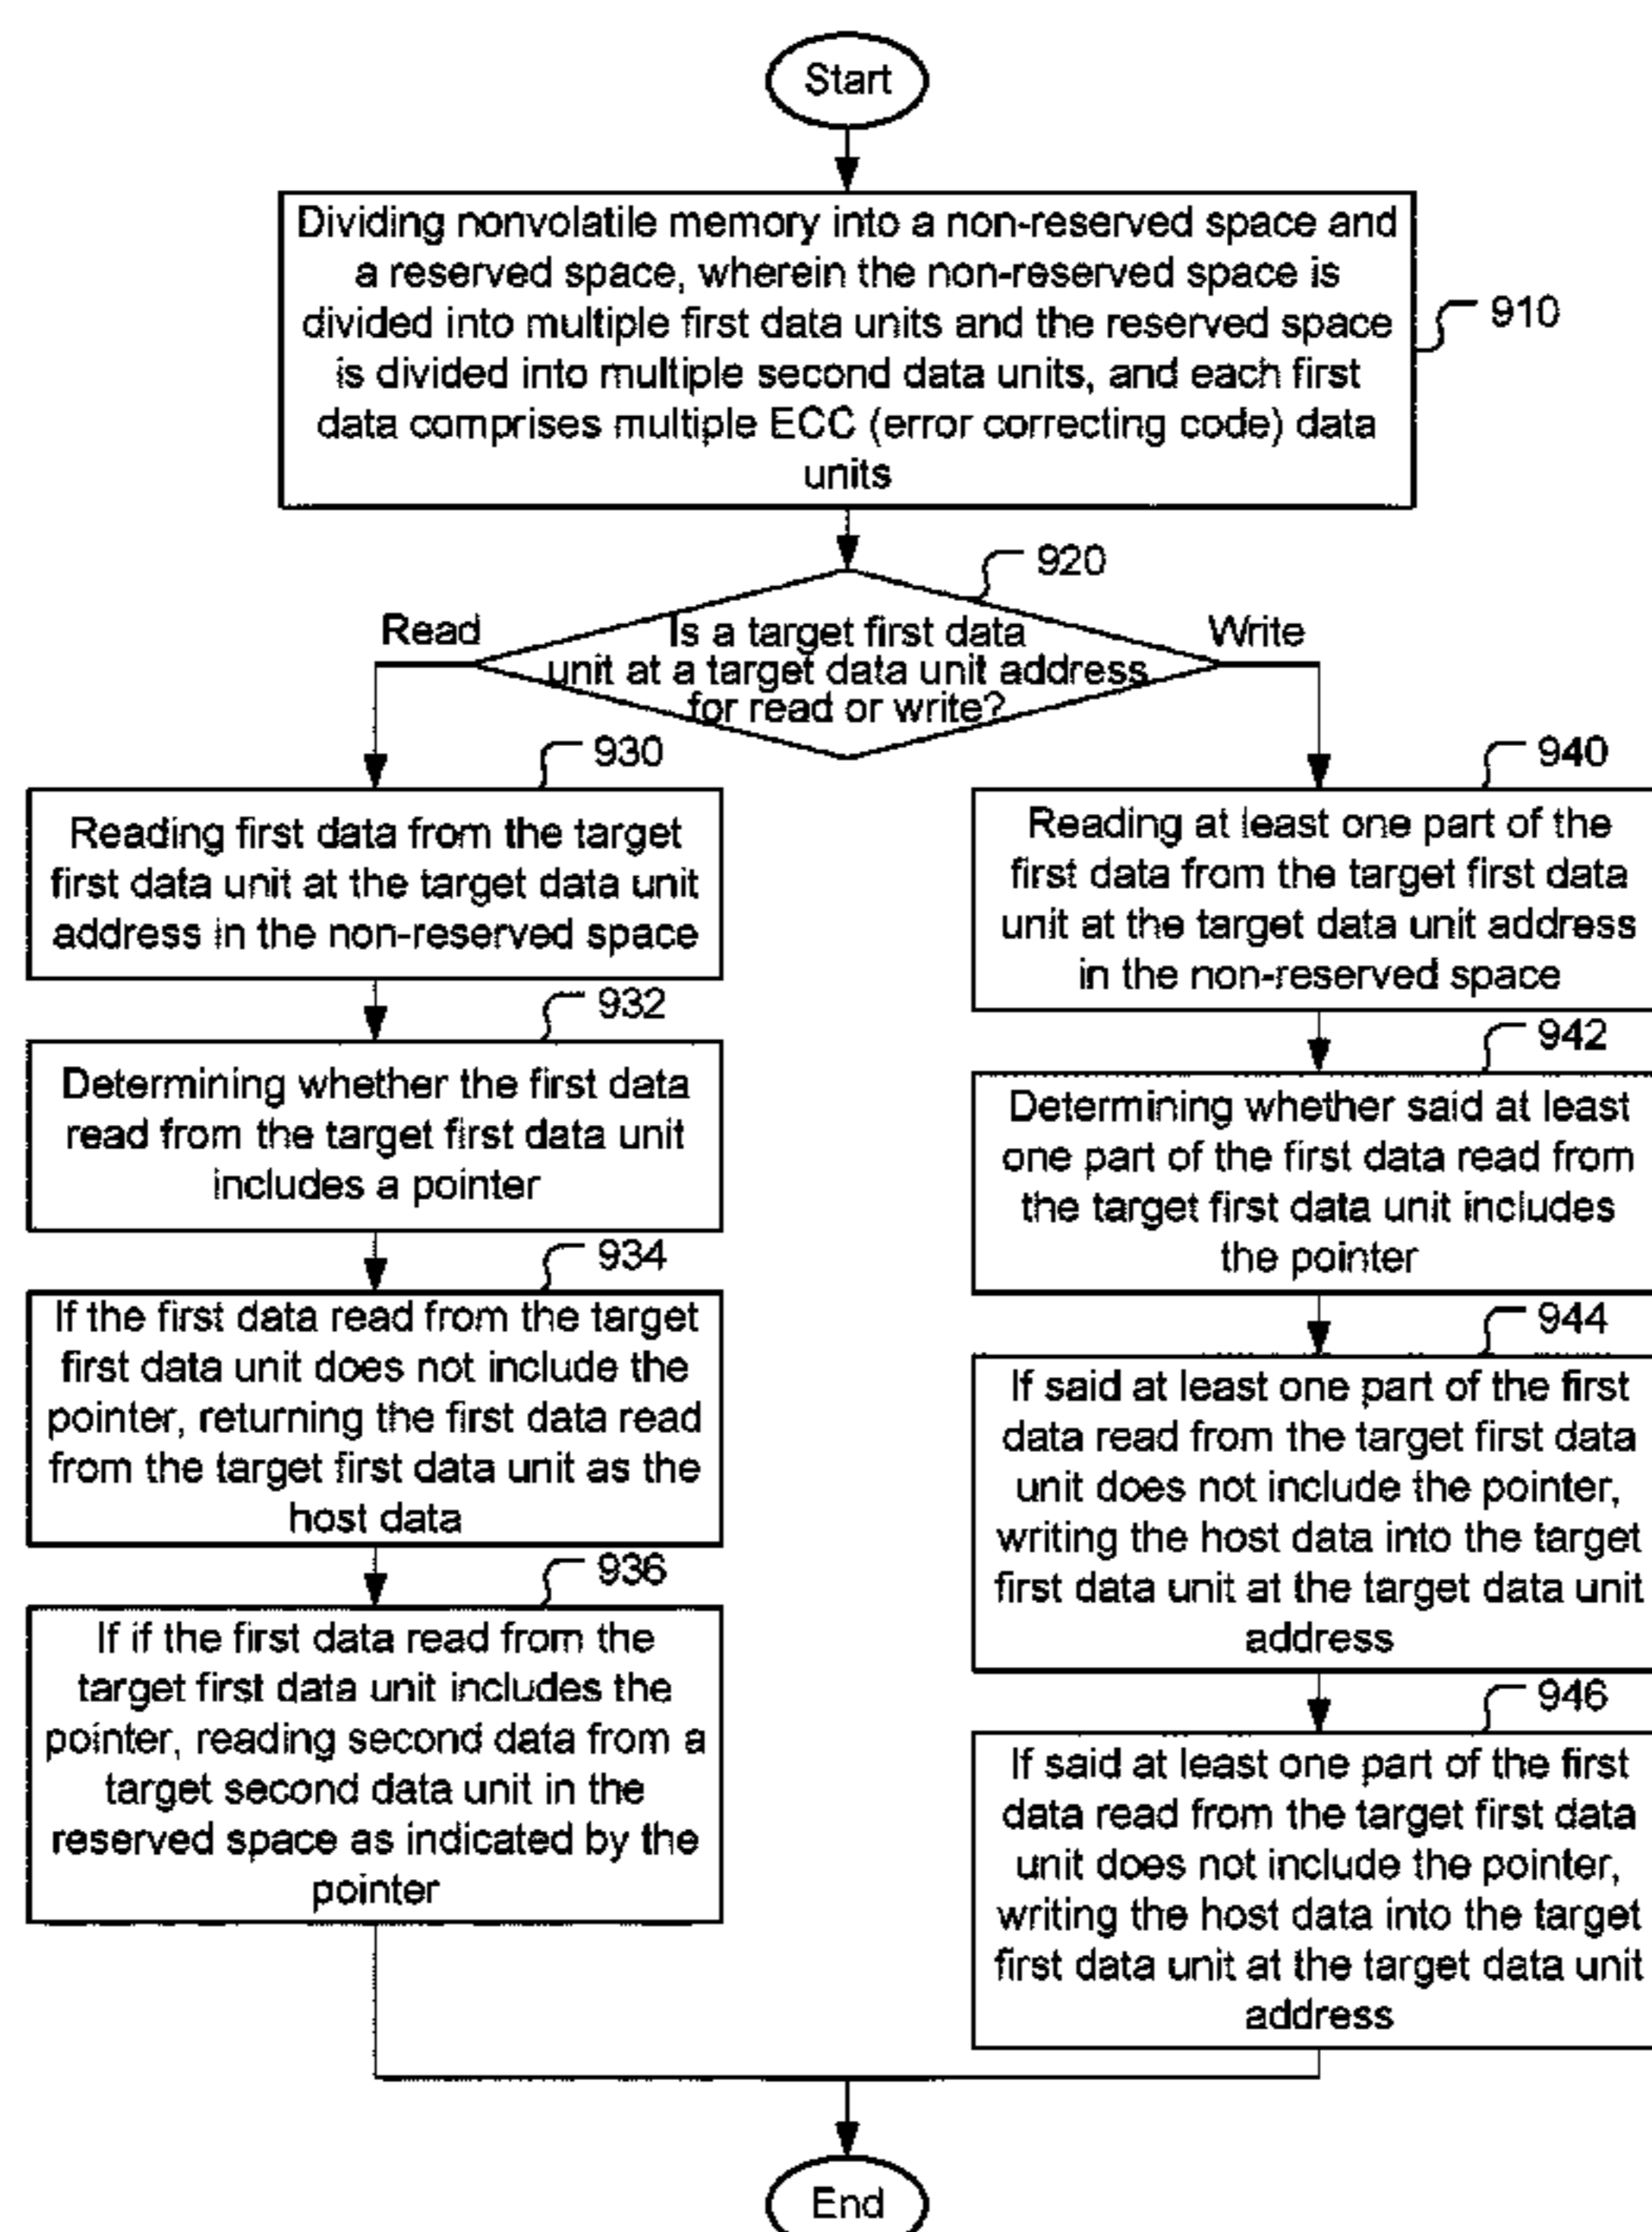 Start
Dividing nonvolatile memory into a non-reserved space and
a reserved space, wherein the non-reserved space is
divided into multiple first data units and the reserved space
is divided into multiple second data units, and each first
data comprises multiple ECC (error correcting code) data
units
910
920
Read
Is a target first data
unit at a target data unit address
for read or write?
Write
930
Reading first data from the target
first data unit at the target data unit
address in the non-reserved space
932
Determining whether the first data
read from the target first data unit
includes a pointer
934
If the first data read from the target
first data unit does not include the
pointer, returning the first data read
from the target first data unit as the
host data
936
If if the first data read from the
target first data unit includes the
pointer, reading second data from a
target second data unit in the
reserved space as indicated by the
pointer
940
Reading at least one part of the
first data from the target first data
unit at the target data unit address
in the non-reserved space
942
Determining whether said at least
one part of the first data read from
the target first data unit includes
the pointer
944
If said at least one part of the first
data read from the target first data
unit does not include the pointer,
writing the host data into the target
first data unit at the target data unit
address
946
If said at least one part of the first
data read from the target first data
unit does not include the pointer,
writing the host data into the target
first data unit at the target data unit
address
End